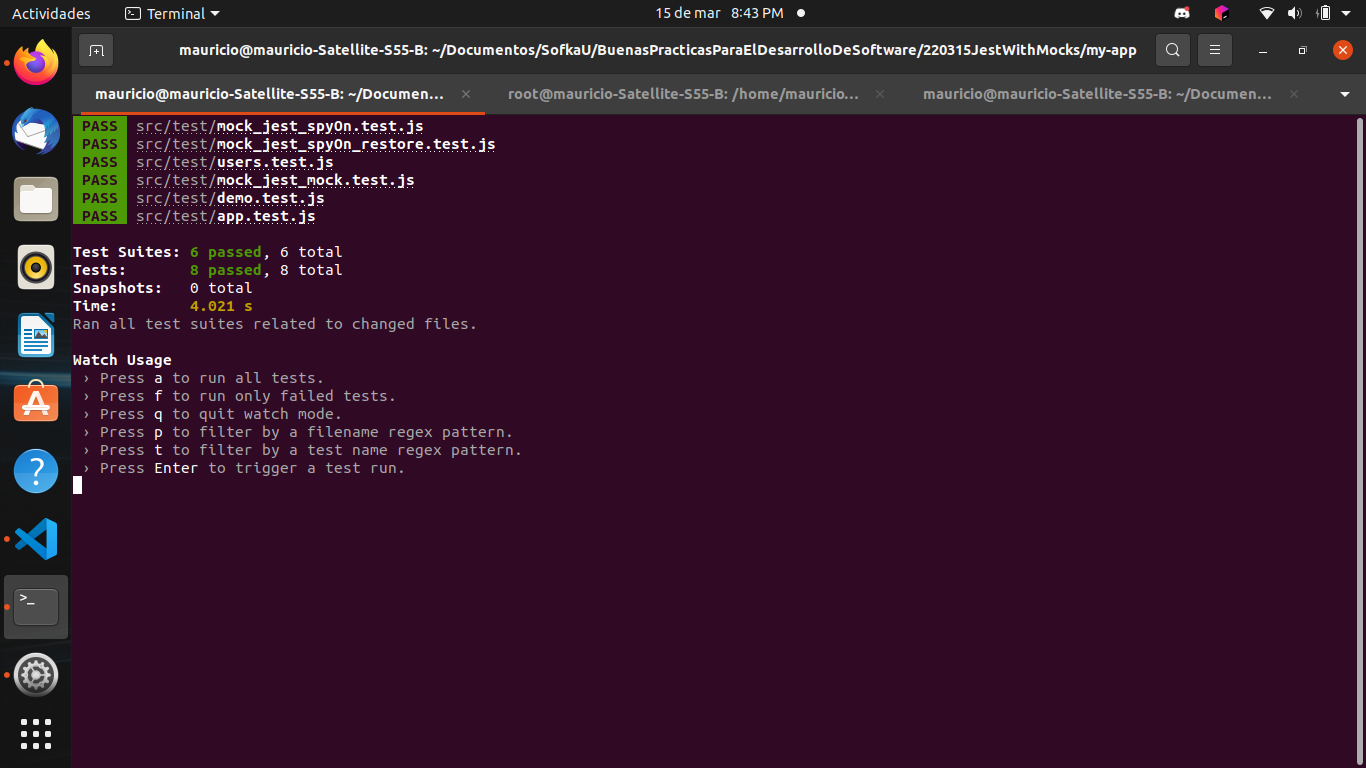 Actividades
Terminal
15 de mar 8:43 PM
mauricio@mauricio-Satellite-S55-B: ~/Documentos/SofkaU/BuenasPracticasParaElDesarrolloDeSoftware/220315JestWithMocks/my-app
mauricio@mauricio-Satellite-S55-B: ~/Documen...
root@mauricio-Satellite-S55-B: /home/mauricio...
mauricio@mauricio-Satellite-S55-B: ~/Documen...
PASS src/test/mock_jest_spyOn.test.js
PASS src/test/mock_jest_spyOn_restore.test.js
PASS src/test/users.test.js
PASS src/test/mock_jest_mock.test.js
PASS src/test/demo.test.js
PASS src/test/app.test.js
Test Suites: 6 passed, 6 total
Tests: 8 passed, 8 total
Snapshots: 0 total
Time: 4.021 s
Ran all test suites related to changed files.
Watch Usage
› Press a to run all tests.
› Press f to run only failed tests.
› Press q to quit watch mode.
› Press p to filter by a filename regex pattern.
› Press t to filter by a test name regex pattern.
› Press Enter to trigger a test run.